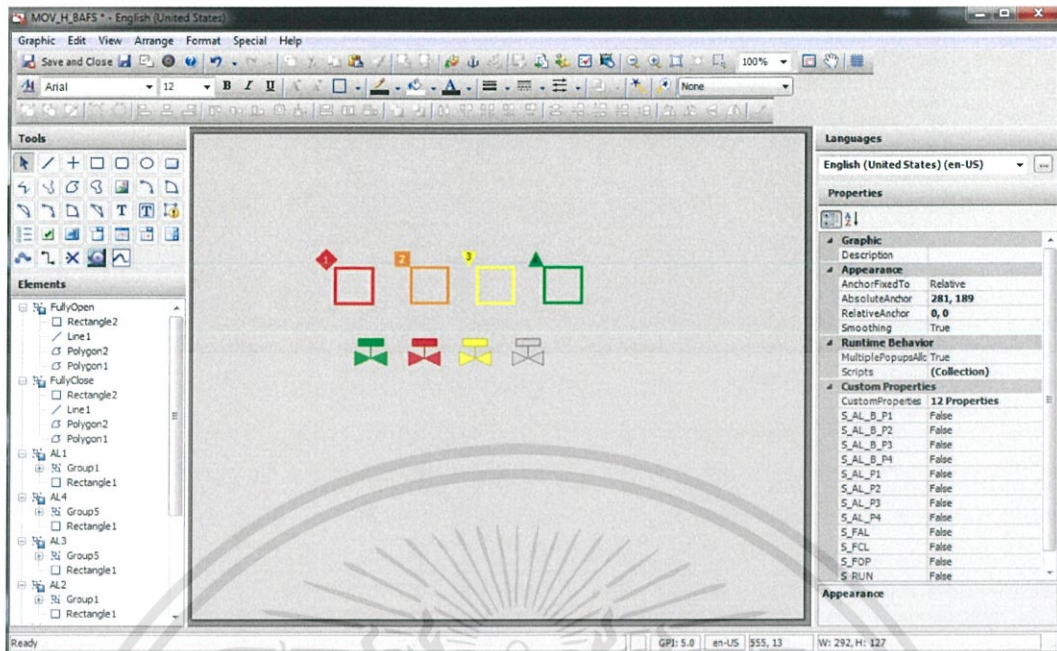 MOV_H_BAFS * - English (United States)
Graphic Edit View Arrange Format Special Help
Save and Close
100%
Arial
12
B I U
A
None
Tools
T T
Elements
FullyOpen
Rectangle2
Line1
Polygon2
Polygon1
FullyClose
Rectangle2
Line1
Polygon2
Polygon1
AL1
Group1
Rectangle1
AL4
Group5
Rectangle1
AL3
Group5
Rectangle1
AL2
Group1
Rectangle1
1
2
3
Languages
English (United States) (en-US)
...
Properties
Graphic
Description
Appearance
AnchorFixedTo Relative
AbsoluteAnchor 281, 189
RelativeAnchor 0, 0
Smoothing True
Runtime Behavior
MultiplePopupsAllc True
Scripts (Collection)
Custom Properties
CustomProperties 12 Properties
S_AL_B_P1 False
S_AL_B_P2 False
S_AL_B_P3 False
S_AL_B_P4 False
S_AL_P1 False
S_AL_P2 False
S_AL_P3 False
S_AL_P4 False
S_FAL False
S_FCL False
S_FOP False
S_RUN False
Appearance
Ready
GPI: 5.0
en-US
555, 13
W: 292, H: 127